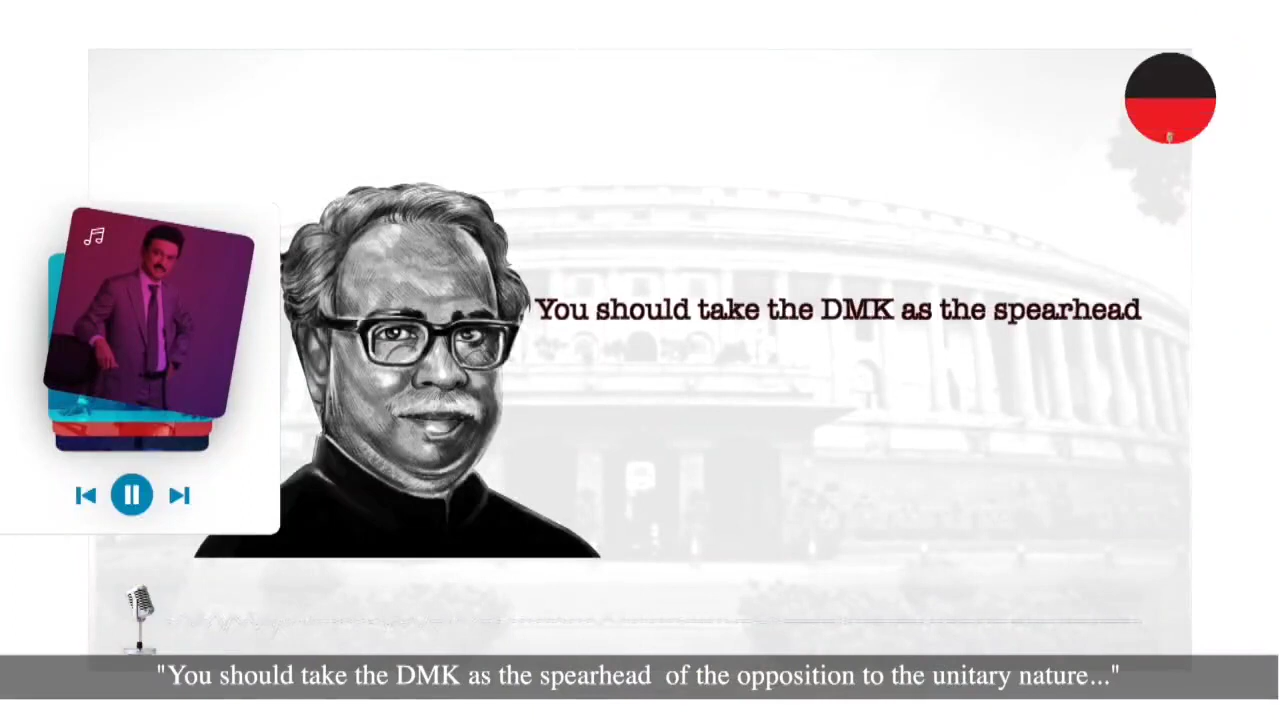 You should take the DMK as the spearhead
"You should take the DMK as the spearhead  of the opposition to the unitary nature..."